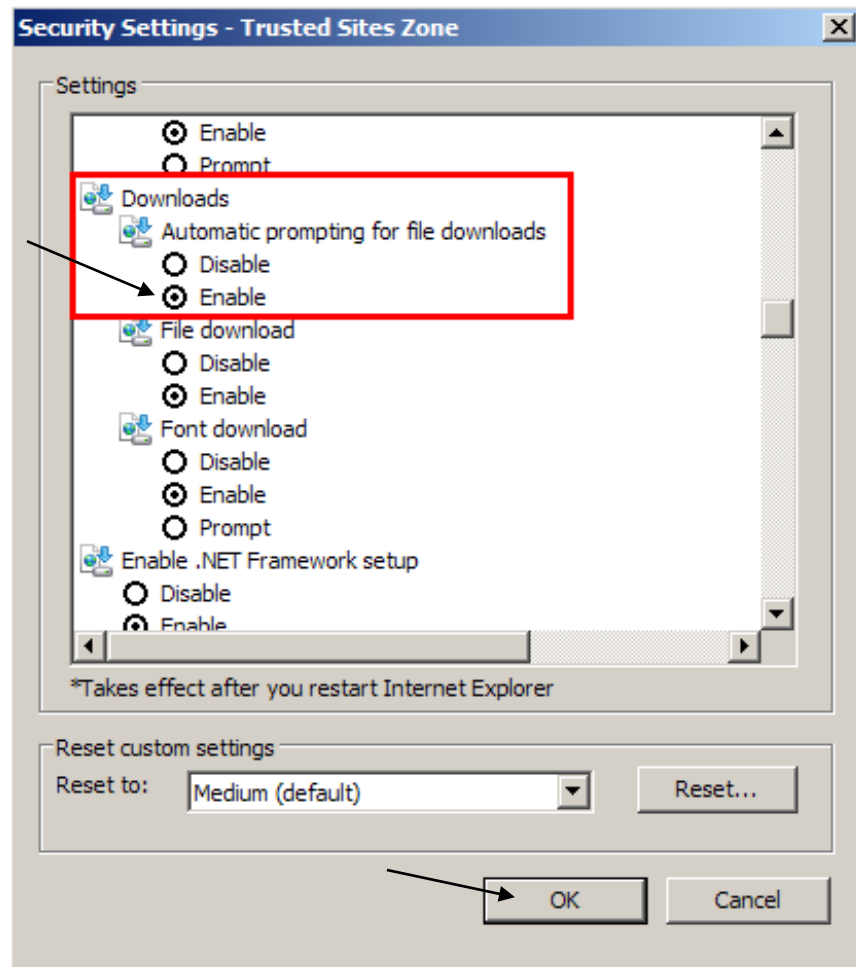 Security Settings - Trusted Sites Zone
Settings
Enable
Prompt
Downloads
Automatic prompting for file downloads
Disable
Enable
File download
Disable
Enable
Font download
Disable
Enable
Prompt
Enable .NET Framework setup
Disable
Enable
*Takes effect after you restart Internet Explorer
Reset custom settings
Reset to:
Medium (default)
Reset...
OK
Cancel